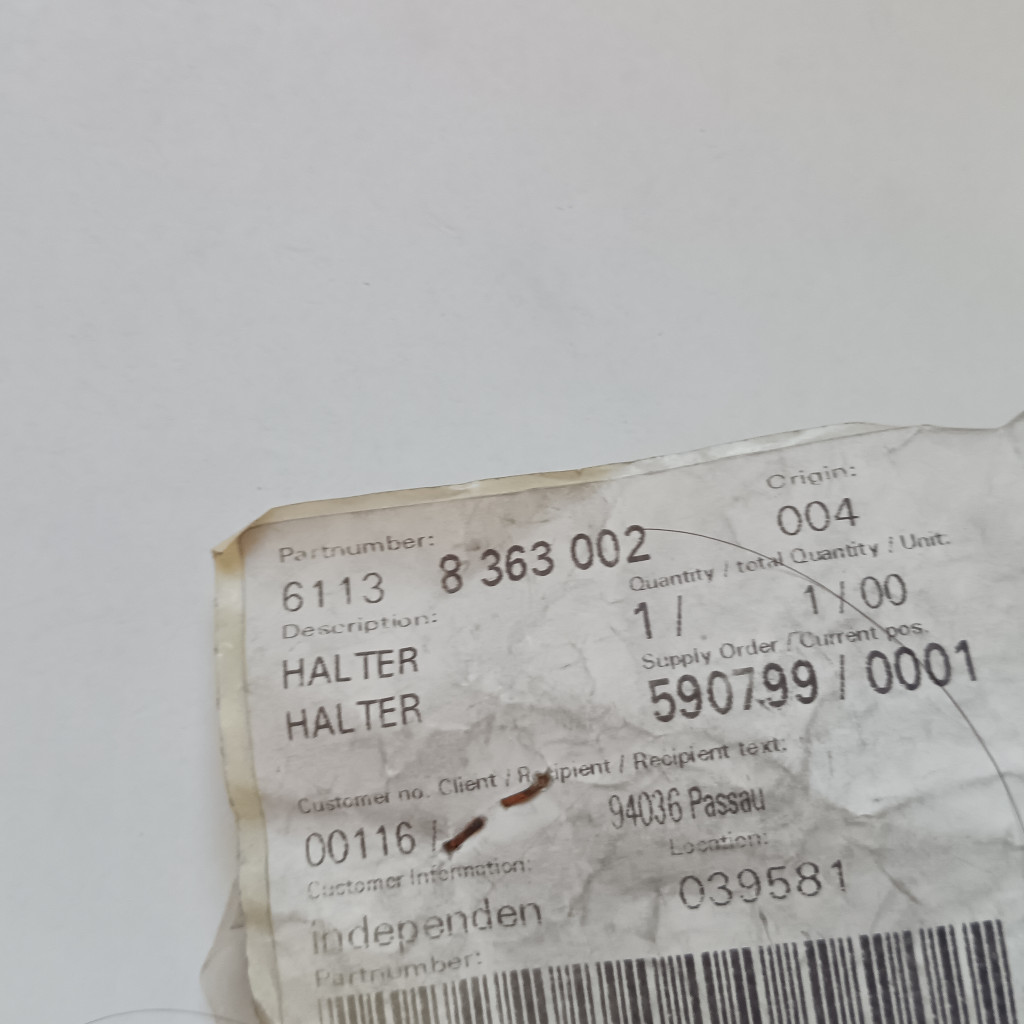 Partnumber:
6113 8 363 002
Origin:
004
Description:
HALTER
HALTER
Quantity / total Quantity / Unit.
1 / 1 / 00
Supply Order / Current pos.
590799 / 0001
Customer no. Client / Recipient / Recipient text:
00116 / 94036 Passau
Customer Information:
independen
Location:
039581
Partnumber: